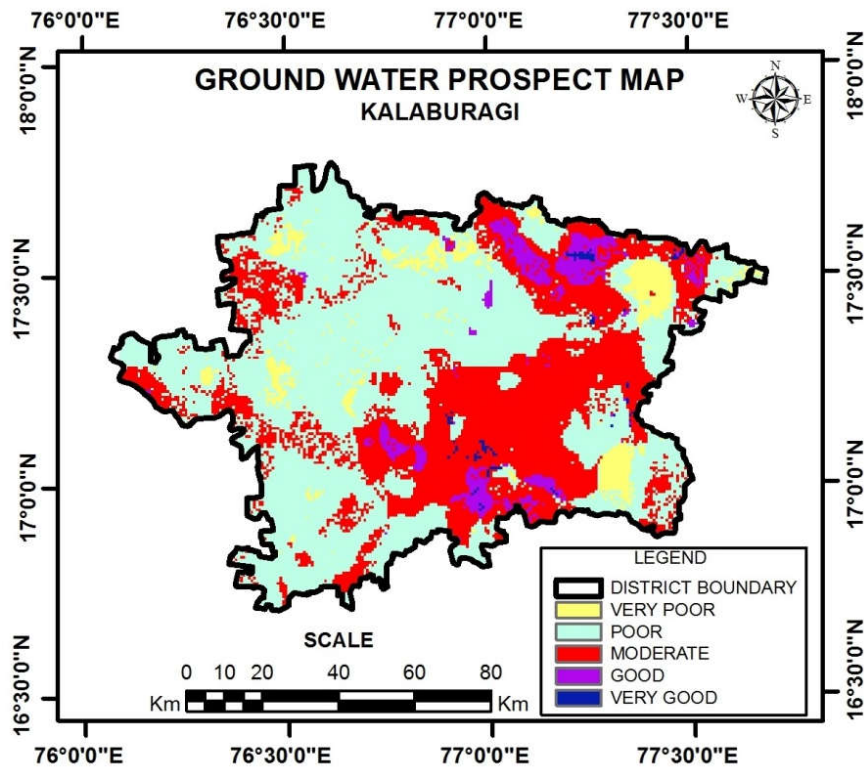 76°0'0"E 76°30'0"E 77°0'0"E 77°30'0"E
18°0'0"N 18°0'0"N
GROUND WATER PROSPECT MAP
KALABURAGI
N
W E
S
17°30'0"N 17°30'0"N
17°0'0"N 17°0'0"N
LEGEND
DISTRICT BOUNDARY
VERY POOR
POOR
MODERATE
GOOD
VERY GOOD
SCALE
0 10 20 40 60 80
Km Km
16°30'0"N 16°30'0"N
76°0'0"E 76°30'0"E 77°0'0"E 77°30'0"E